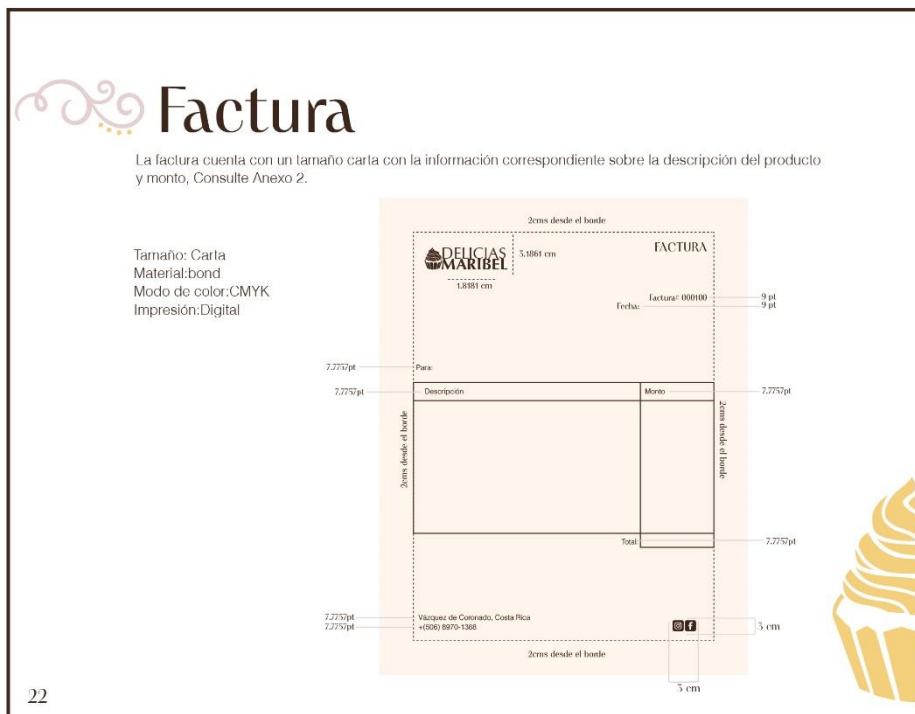 Factura
La factura cuenta con un tamaño carta con la información correspondiente sobre la descripción del producto
y monto, Consulte Anexo 2.
Tamaño: Carta
Material:bond
Modo de color:CMYK
Impresión:Digital
2cms desde el borde
DELICIAS
MARIBEL
3.1861 cm
1.8181 cm
FACTURA
Factura# 000100
9 pt
Fecha:
9 pt
7.7757pt
Para:
7.7757pt
Descripción
Monto
7.7757pt
2cms desde el borde
2cms desde el borde
Total:
7.7757pt
7.7757pt
Vázquez de Coronado, Costa Rica
7.7757pt
+(506) 8970-1388
3 cm
2cms desde el borde
3 cm
22